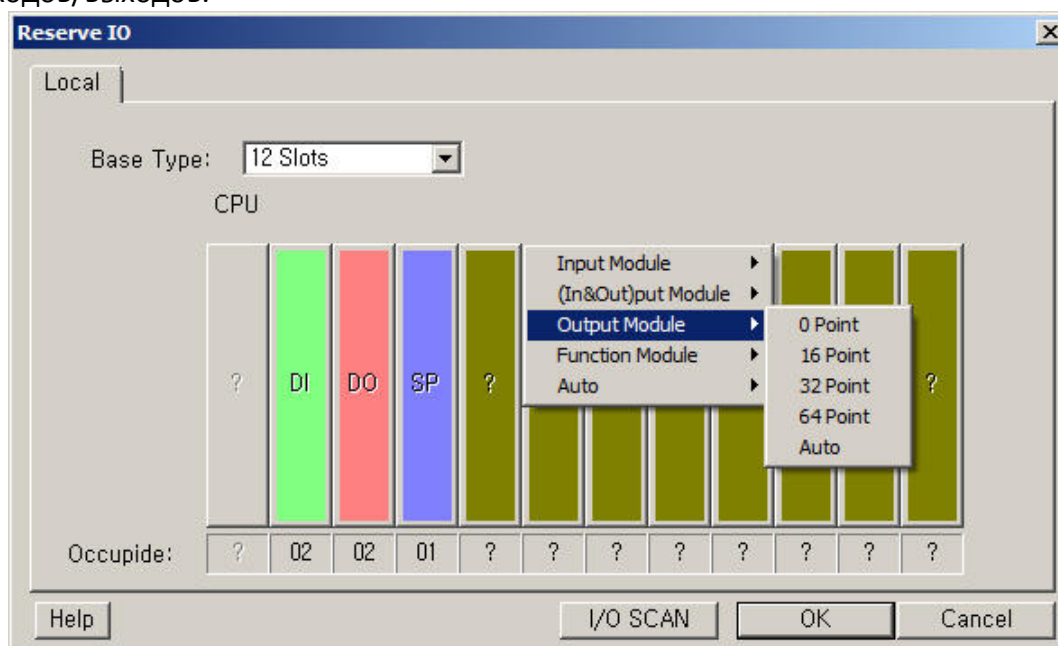 ходов/выходов.
Reserve IO
Local
Base Type: 12 Slots
CPU
? DI DO SP ? ?
Input Module
(In&Out)put Module
Output Module
Function Module
Auto
0 Point
16 Point
32 Point
64 Point
Auto
Occupide: ? 02 02 01 ? ? ? ? ? ? ? ?
Help I/O SCAN OK Cancel